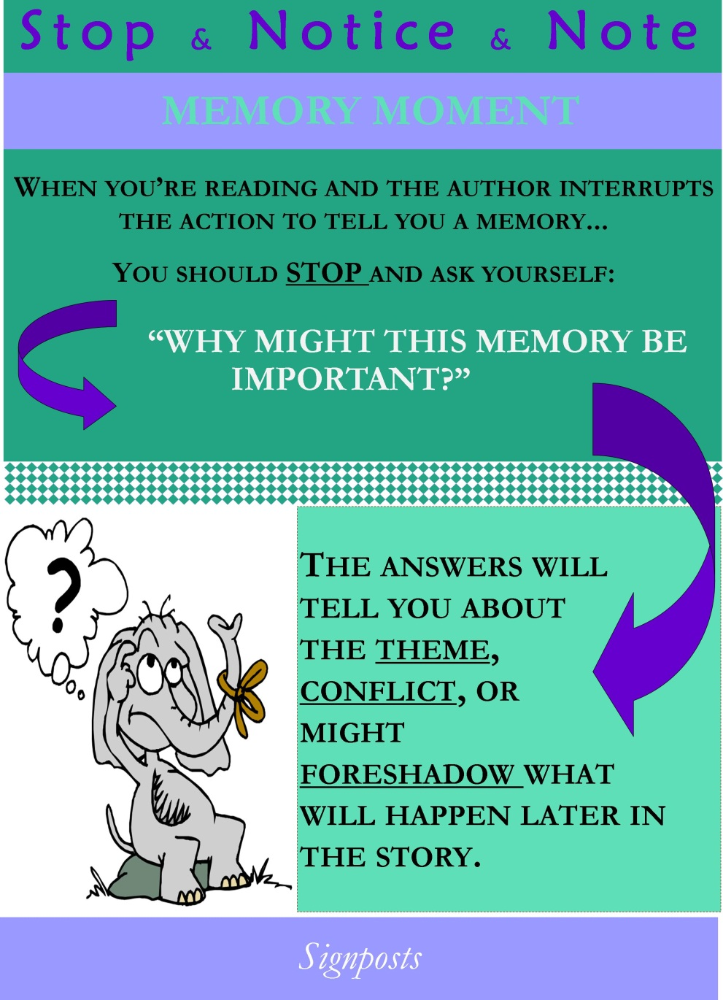 Stop & Notice & Note
MEMORY MOMENT
WHEN YOU’RE READING AND THE AUTHOR INTERRUPTS
THE ACTION TO TELL YOU A MEMORY...
YOU SHOULD STOP AND ASK YOURSELF:
“WHY MIGHT THIS MEMORY BE
IMPORTANT?”
?
THE ANSWERS WILL
TELL YOU ABOUT
THE THEME,
CONFLICT, OR
MIGHT
FORESHADOW WHAT
WILL HAPPEN LATER IN
THE STORY.
Signposts